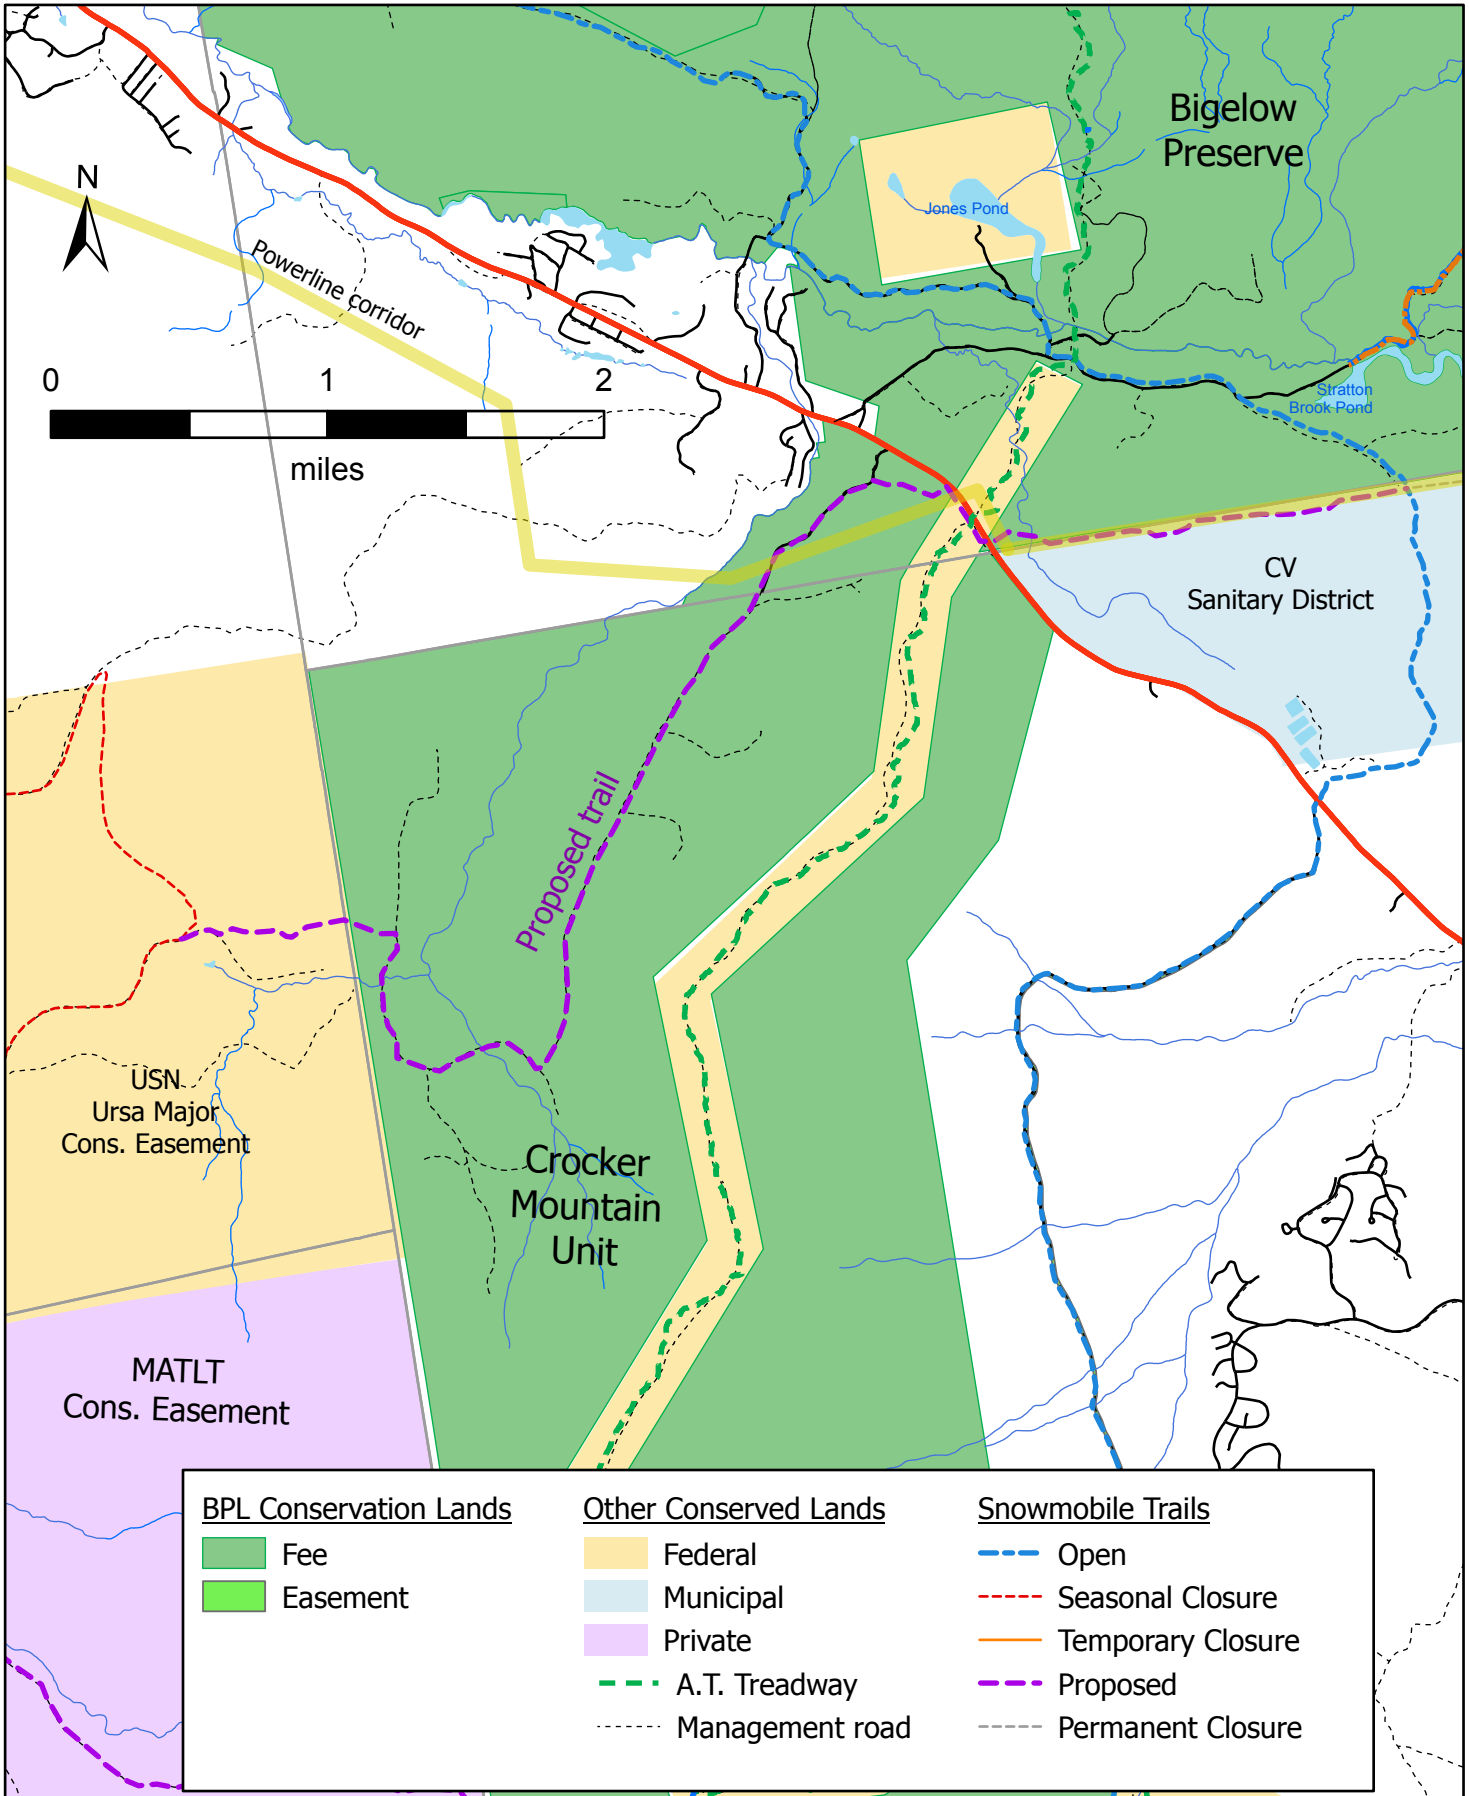 Bigelow
Preserve
N
Jones Pond
Powerline corridor
0 1 2
miles
Stratton
Brook Pond
CV
Sanitary District
Proposed trail
USN
Ursa Major
Cons. Easement
Crocker
Mountain
Unit
MATLT
Cons. Easement
BPL Conservation Lands
Fee
Easement
Other Conserved Lands
Federal
Municipal
Private
A.T. Treadway
Management road
Snowmobile Trails
Open
Seasonal Closure
Temporary Closure
Proposed
Permanent Closure